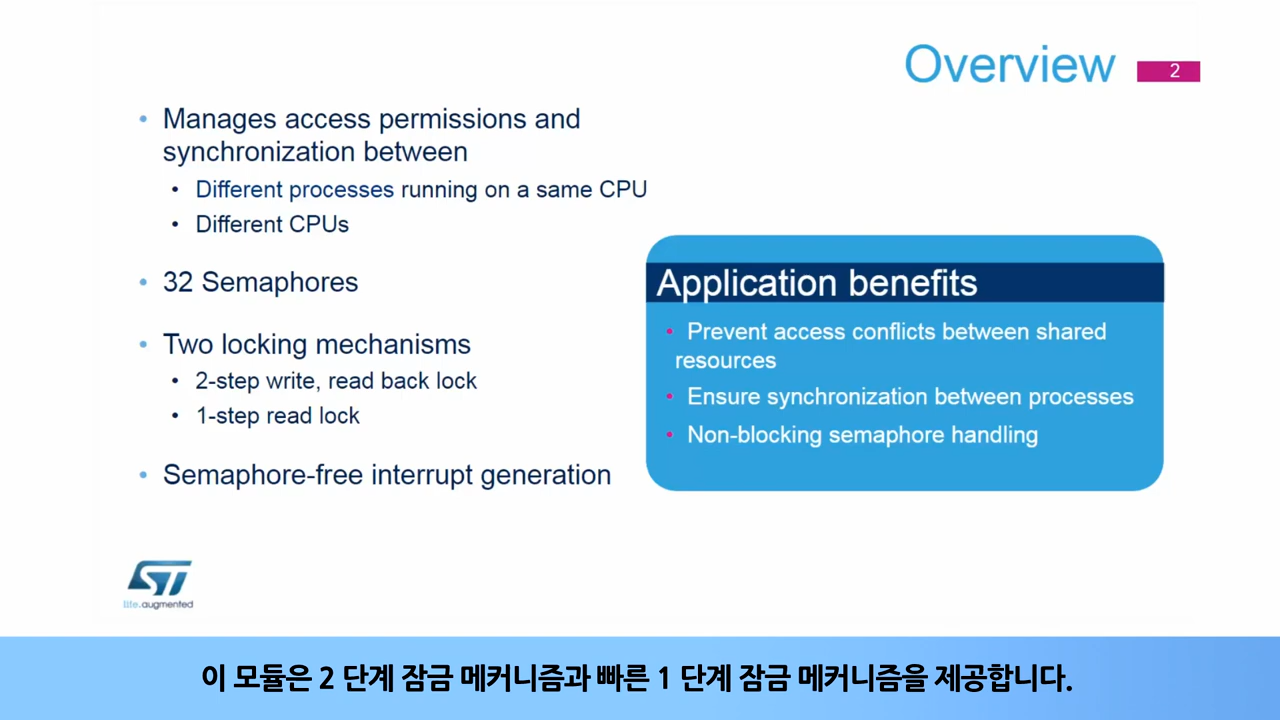 Overview
2
• Manages access permissions and
synchronization between
• Different processes running on a same CPU
• Different CPUs
• 32 Semaphores
• Two locking mechanisms
• 2-step write, read back lock
• 1-step read lock
• Semaphore-free interrupt generation
Application benefits
• Prevent access conflicts between shared
resources
• Ensure synchronization between processes
• Non-blocking semaphore handling
ST
life.augmented
이 모듈은 2 단계 잠금 메커니즘과 빠른 1 단계 잠금 메커니즘을 제공합니다.